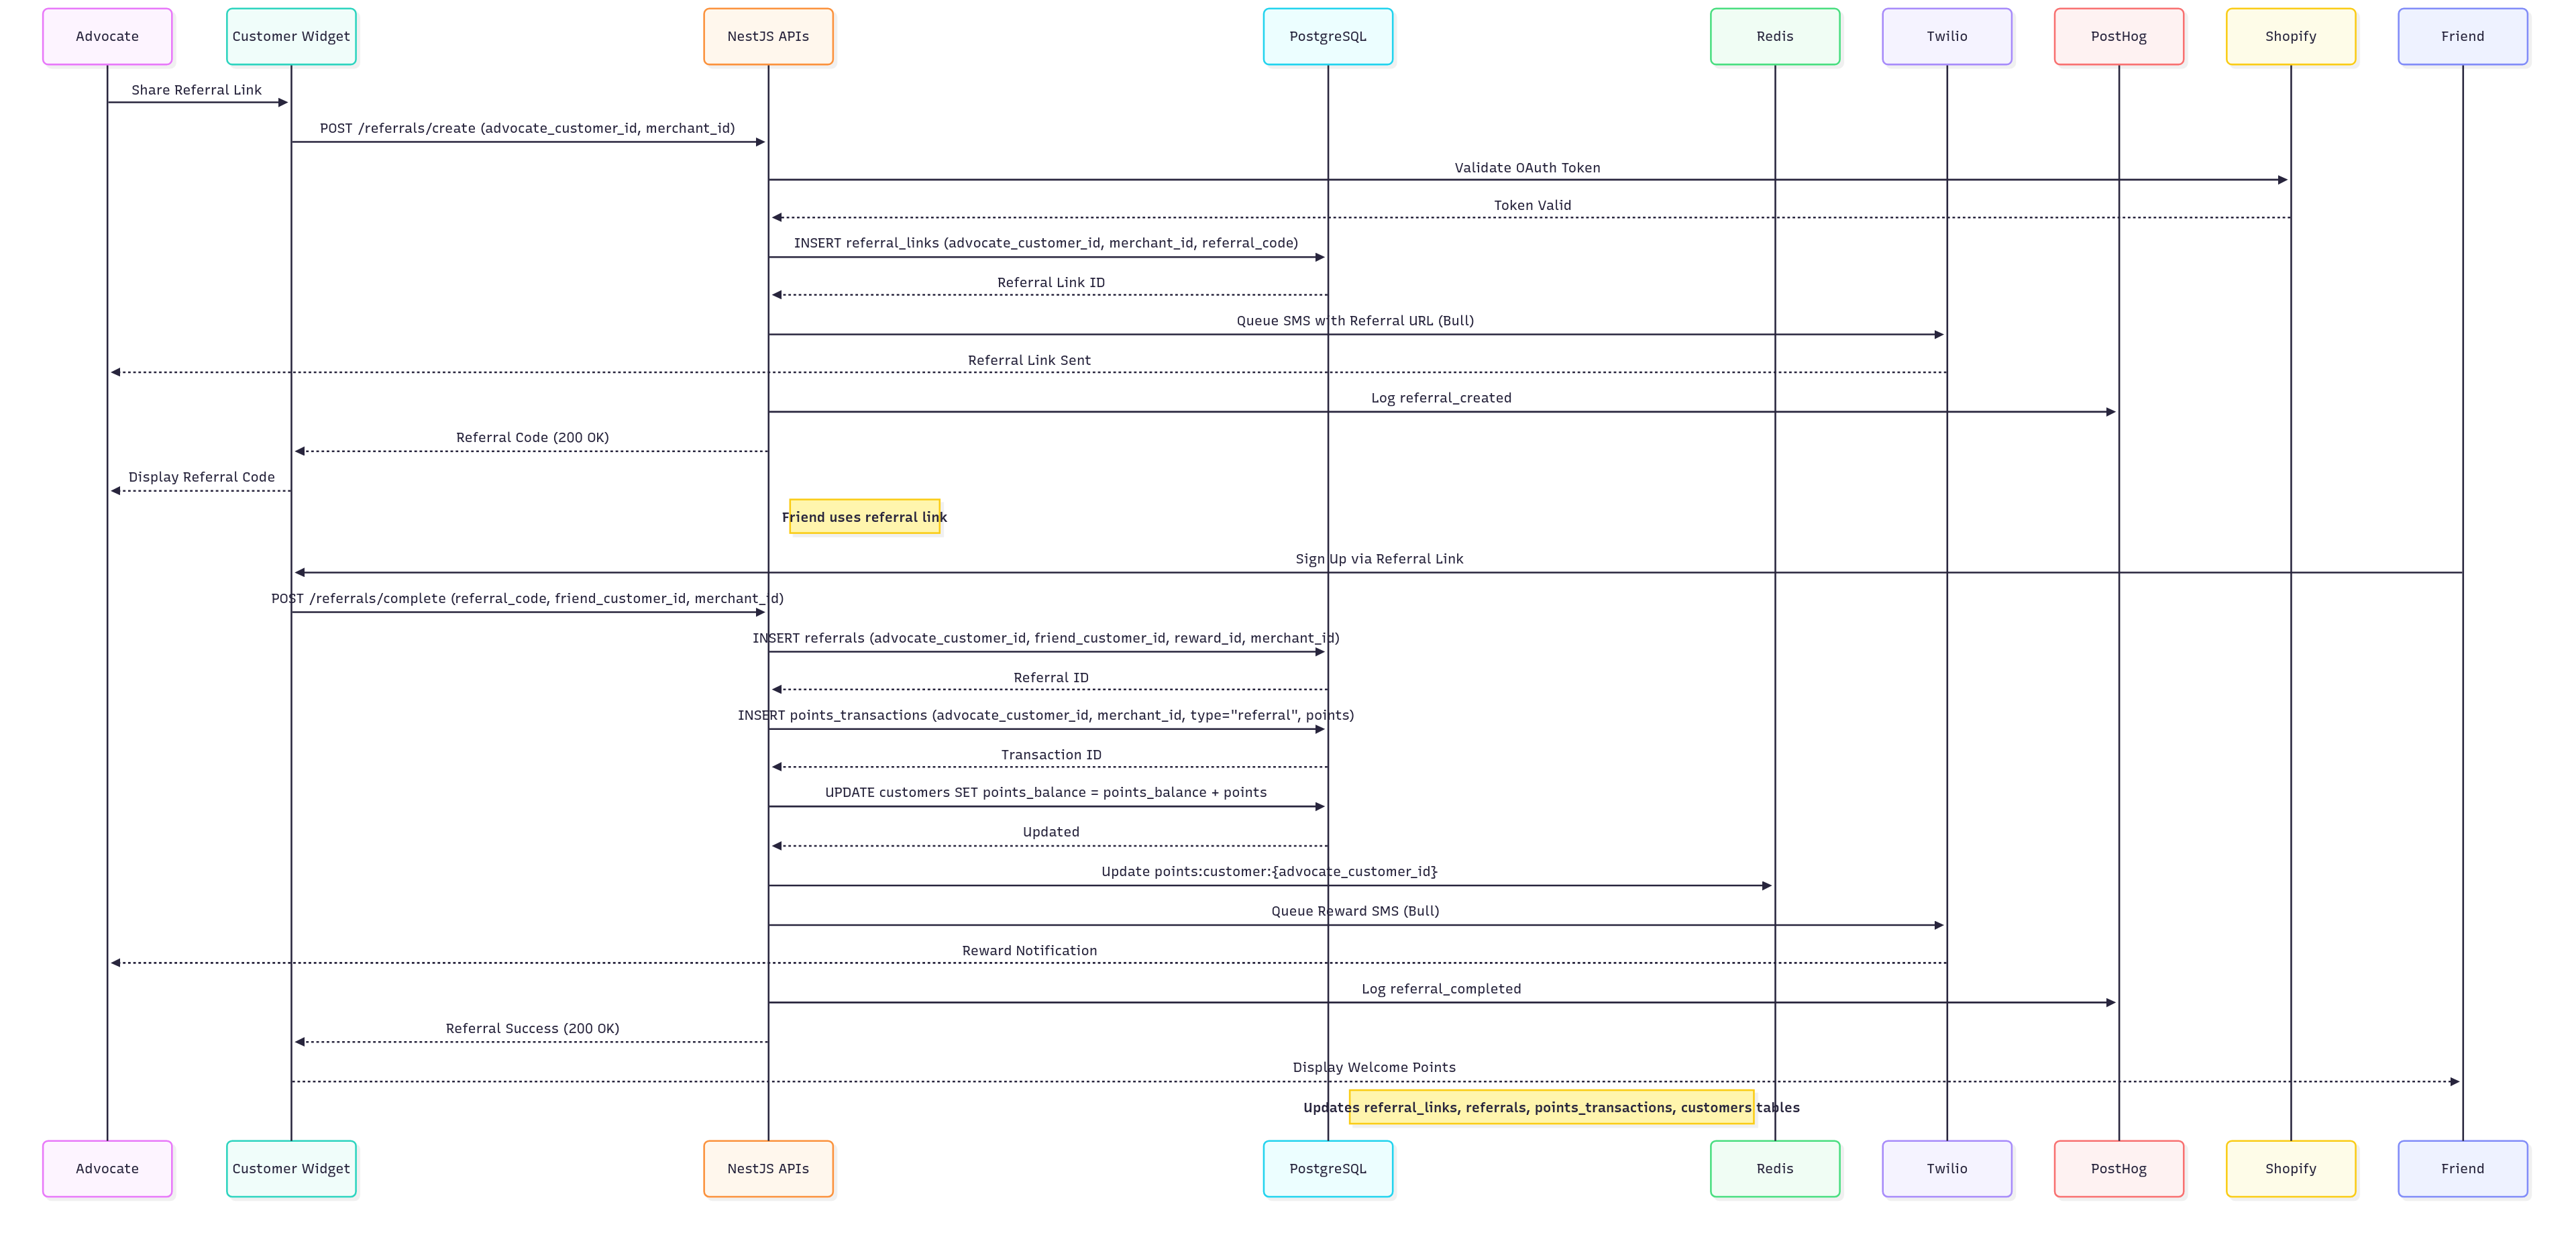 Advocate
Customer Widget
NestJS APIs
PostgreSQL
Redis
Twilio
PostHog
Shopify
Friend
Share Referral Link
POST /referrals/create (advocate_customer_id, merchant_id)
Validate OAuth Token
Token Valid
INSERT referral_links (advocate_customer_id, merchant_id, referral_code)
Referral Link ID
Queue SMS with Referral URL (Bull)
Referral Link Sent
Log referral_created
Referral Code (200 OK)
Display Referral Code
Friend uses referral link
Sign Up via Referral Link
POST /referrals/complete (referral_code, friend_customer_id, merchant_id)
INSERT referrals (advocate_customer_id, friend_customer_id, reward_id, merchant_id)
Referral ID
INSERT points_transactions (advocate_customer_id, merchant_id, type="referral", points)
Transaction ID
UPDATE customers SET points_balance = points_balance + points
Updated
Update points:customer:{advocate_customer_id}
Queue Reward SMS (Bull)
Reward Notification
Log referral_completed
Referral Success (200 OK)
Display Welcome Points
Updates referral_links, referrals, points_transactions, customers tables
Advocate
Customer Widget
NestJS APIs
PostgreSQL
Redis
Twilio
PostHog
Shopify
Friend